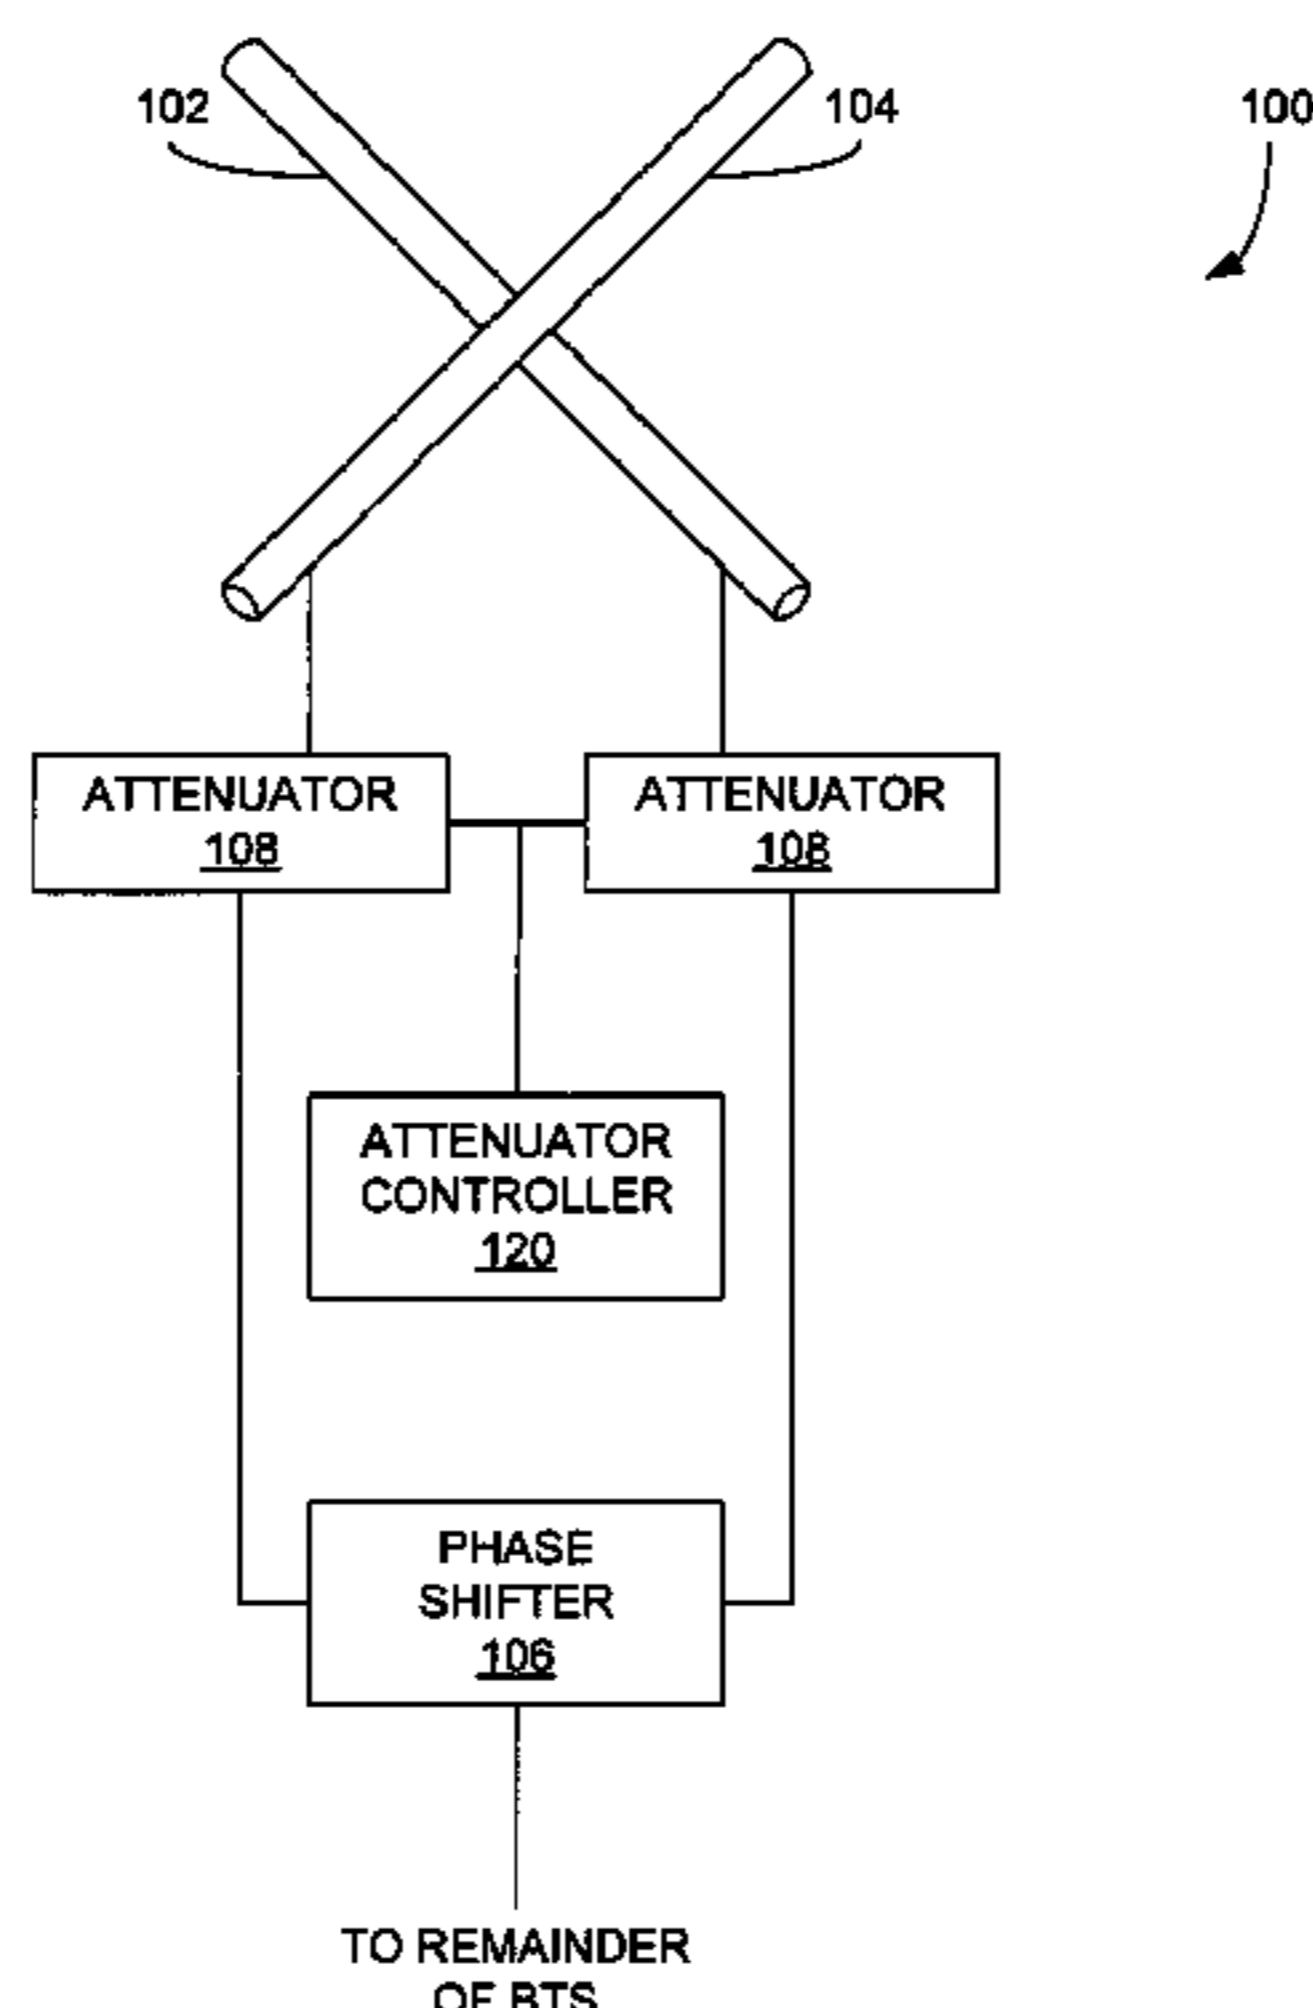 102
104
100
ATTENUATOR
108
ATTENUATOR
108
ATTENUATOR
CONTROLLER
120
PHASE
SHIFTER
106
TO REMAINDER
OF BTS